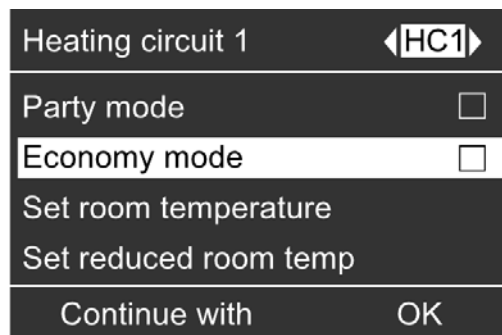 Heating circuit 1 HC1
Party mode
Economy mode
Set room temperature
Set reduced room temp
Continue with OK